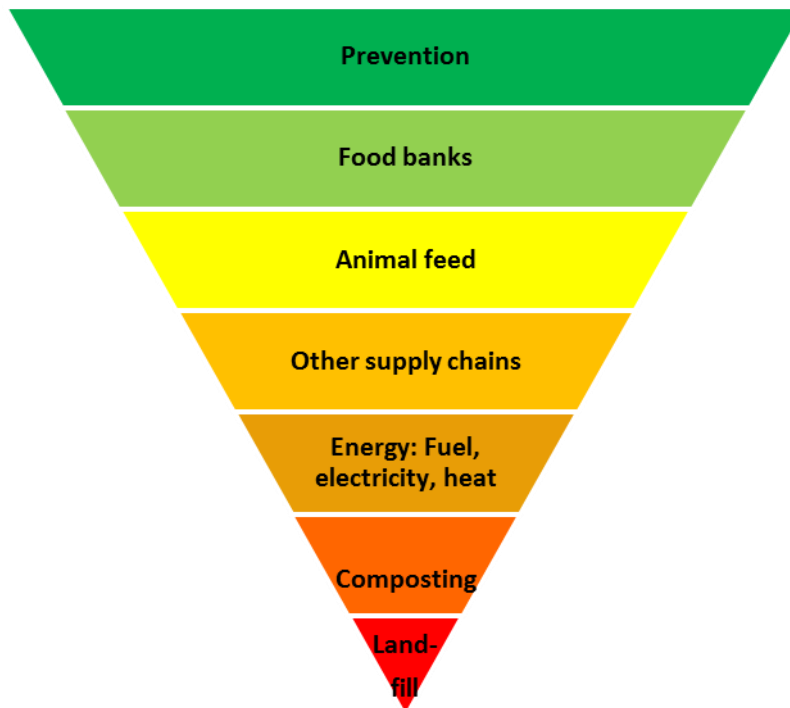 Prevention
Food banks
Animal feed
Other supply chains
Energy: Fuel,
electricity, heat
Composting
Land-
fill